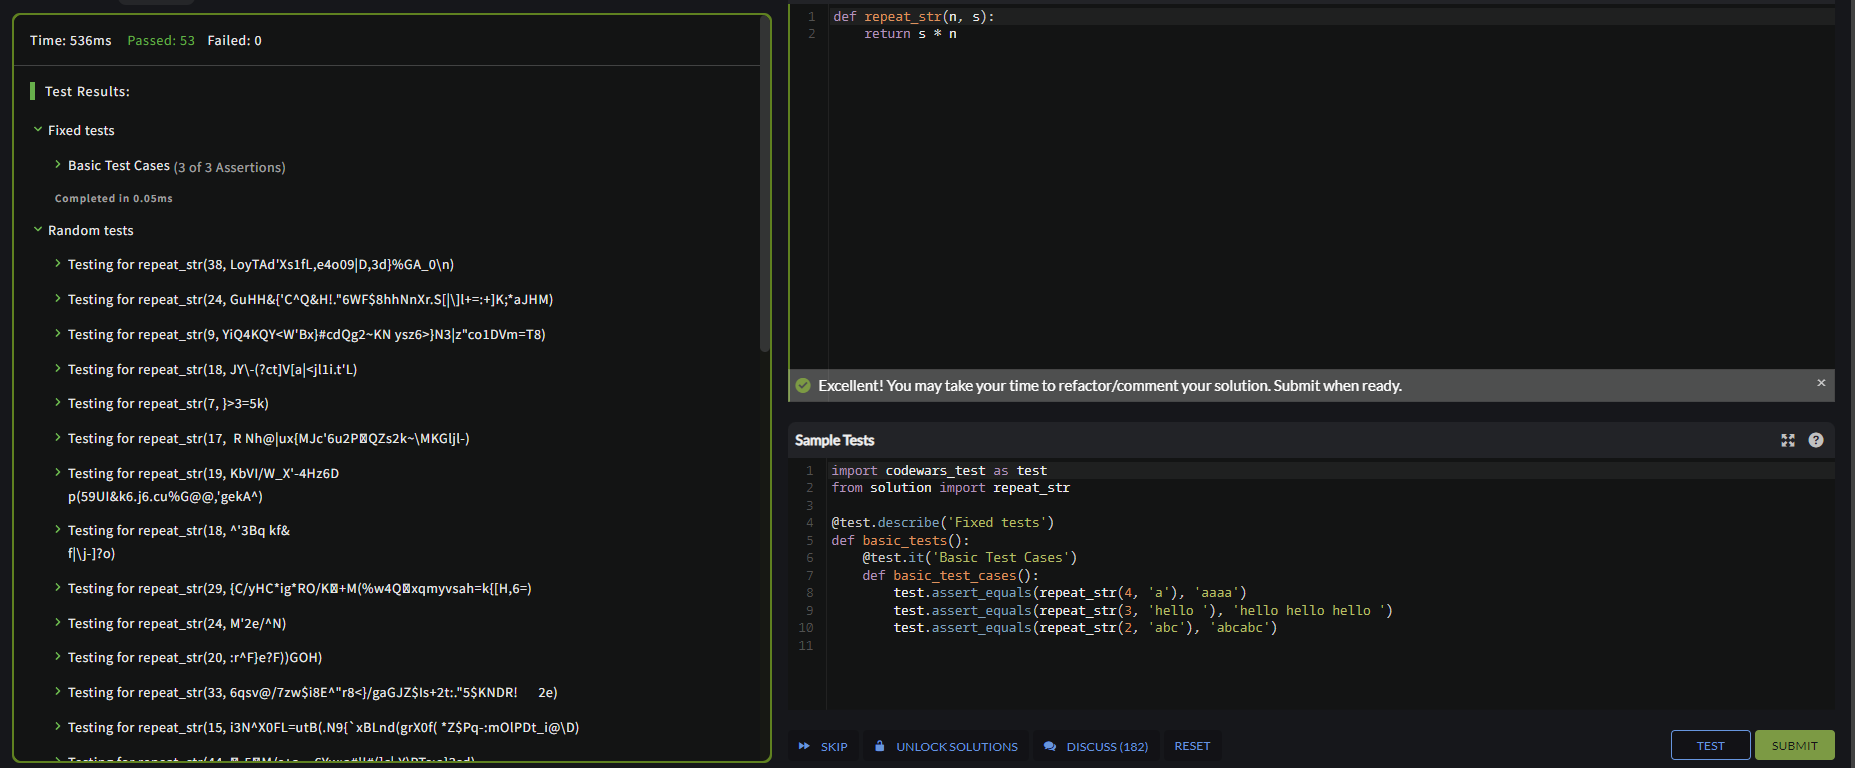 Time: 536ms Passed: 53 Failed: 0
Test Results:
Fixed tests
Basic Test Cases (3 of 3 Assertions)
Completed in 0.05ms
Random tests
Testing for repeat_str(38, LoyTAd'Xs1fL,e4o09|D,3d}%GA_0\n)
Testing for repeat_str(24, GuHH&{'C^Q&H!."6WF$8hhNnXr.S[|\]l+=:+]K;*aJHM)
Testing for repeat_str(9, YiQ4KQY<W'Bx}#cdQg2~KN ysz6>}N3|z"co1DVm=T8)
Testing for repeat_str(18, JY\-(?ct]V[a|<jl1i.t'L)
Testing for repeat_str(7, }>3=5k)
Testing for repeat_str(17, R Nh@|ux{MJc'6u2P QZs2k~\MKGljl-)
Testing for repeat_str(19, KbVI/W_X'-4Hz6D
p(59UI&k6.j6.cu%G@@,'gekA^)
Testing for repeat_str(18, ^'3Bq kf&
f|\j-]?o)
Testing for repeat_str(29, {C/yHC*ig*RO/K +M(%w4Q xqmyvsah=k{[H,6=)
Testing for repeat_str(24, M'2e/^N)
Testing for repeat_str(20, :r^F}e?F))GOH)
Testing for repeat_str(33, 6qsv@/7zw$i8E^"r8<}/gaGJZ$Is+2t:."5$KNDR! 2e)
Testing for repeat_str(15, i3N^X0FL=utB(.N9{`xBLnd(grX0f( *Z$Pq-:mOlPDt_i@\D)
1 def repeat_str(n, s):
2 return s * n
Excellent! You may take your time to refactor/comment your solution. Submit when ready.
×
Sample Tests
?
1 import codewars_test as test
2 from solution import repeat_str
3
4 @test.describe('Fixed tests')
5 def basic_tests():
6 @test.it('Basic Test Cases')
7 def basic_test_cases():
8 test.assert_equals(repeat_str(4, 'a'), 'aaaa')
9 test.assert_equals(repeat_str(3, 'hello '), 'hello hello hello ')
10 test.assert_equals(repeat_str(2, 'abc'), 'abcabc')
11
SKIP UNLOCK SOLUTIONS DISCUSS (182) RESET TEST SUBMIT